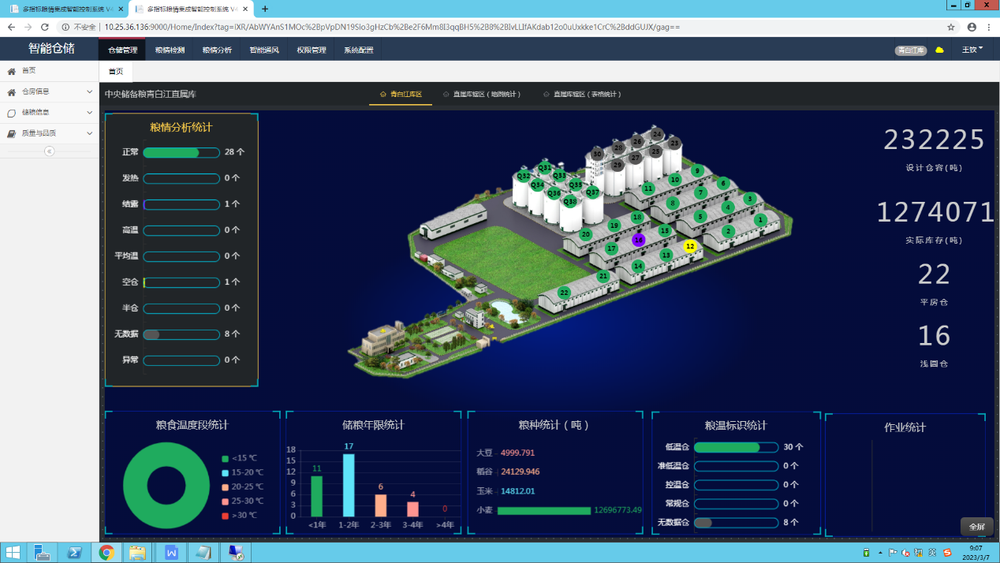 多指标粮情集成智能控制系统 V4
多指标粮情集成智能控制系统 V4
不安全
10.25.36.136:9000/Home/Index?tag=IXR/AbWYAnS1MOc%2BpVpDN19Slo3gHzCb%2Be2F6Mm8I3qqBH5%2B8%2BIvLLIfAKdab12o0uUxkke1CrC%2BddGUJX/gag==
智能仓储
仓储管理
粮情检测
粮情分析
智能通风
权限管理
系统配置
青白江库
王钦
首页
仓房信息
储粮信息
质量与品质
首页
中央储备粮青白江直属库
青白江库区
直属库辖区（地图统计）
直属库辖区（表格统计）
粮情分析统计
正常 28 个
发热 0 个
结露 1 个
高温 0 个
平均温 0 个
空仓 1 个
半仓 0 个
无数据 8 个
异常 0 个
24
26
23
28
25
30
27
29
Q31
Q32
Q33
Q34
Q35
Q36
Q37
Q38
9
10
6
11
7
3
8
4
5
1
2
18
19
15
20
16
12
17
13
14
21
22
232225
设计仓容(吨)
1274071
实际库存(吨)
22
平房仓
16
浅圆仓
粮食温度段统计
<15 ℃
15-20 ℃
20-25 ℃
25-30 ℃
>30 ℃
储粮年限统计
18
15
12
9
6
3
0
11
17
6
4
0
<1年
1-2年
2-3年
3-4年
>4年
粮种统计（吨）
大豆 4999.791
稻谷 24129.946
玉米 14812.01
小麦 12696773.49
粮温标识统计
低温仓 30 个
准低温仓 0 个
控温仓 0 个
常规仓 0 个
无数据仓 8 个
作业统计
全屏
英
9:07
2023/3/7